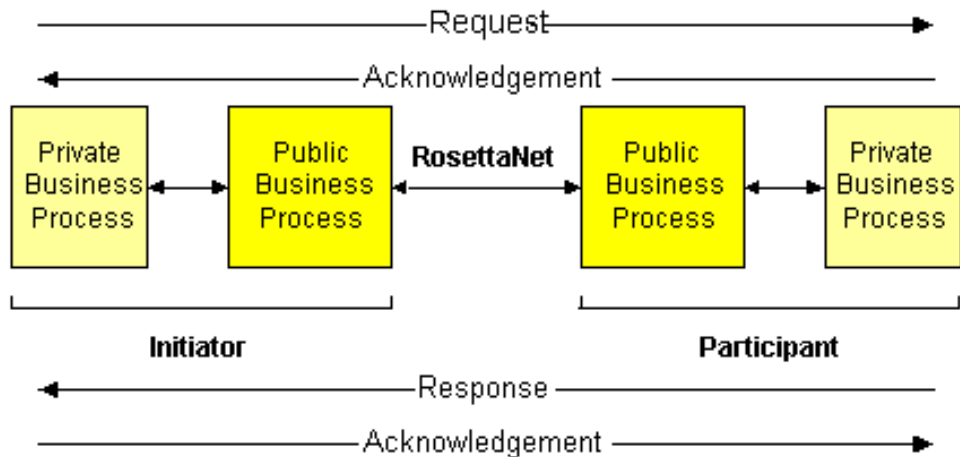 Request
Acknowledgement
Private
Business
Process
Public
Business
Process
RosettaNet
Public
Business
Process
Private
Business
Process
Initiator
Participant
Response
Acknowledgement